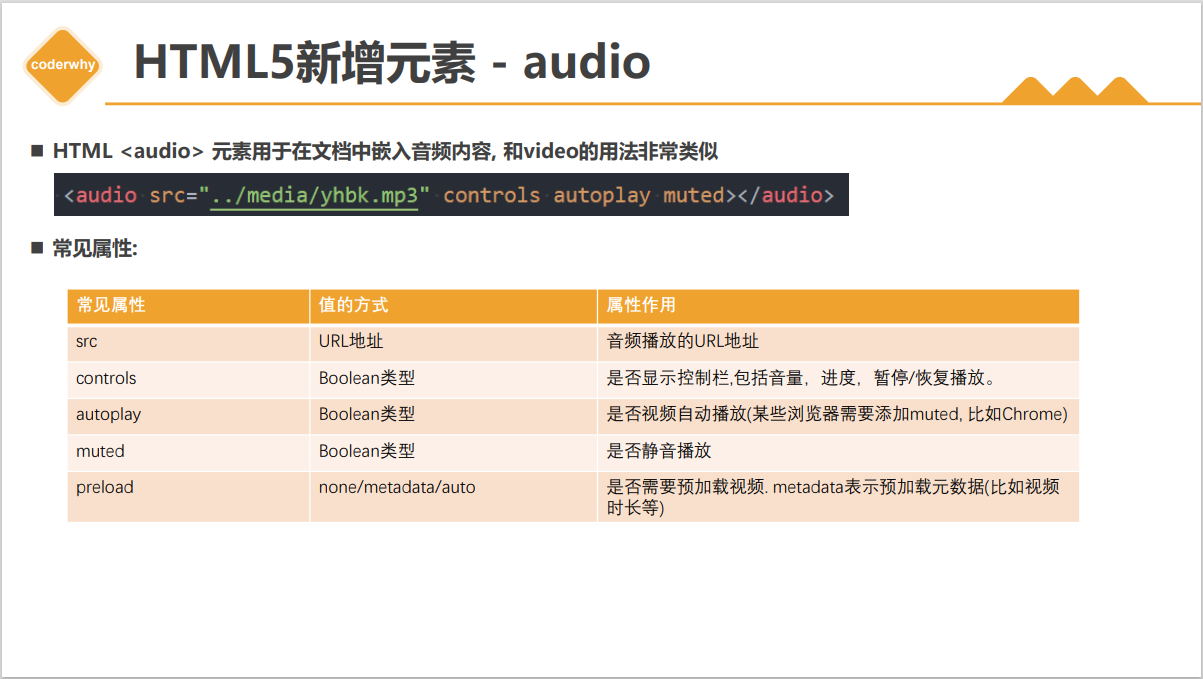 coderwhy
HTML5新增元素 - audio
■ HTML <audio> 元素用于在文档中嵌入音频内容, 和video的用法非常类似
<audio src="../media/yhbk.mp3" controls autoplay muted></audio>
■ 常见属性:
常见属性 值的方式 属性作用
src URL地址 音频播放的URL地址
controls Boolean类型 是否显示控制栏,包括音量，进度，暂停/恢复播放。
autoplay Boolean类型 是否视频自动播放(某些浏览器需要添加muted, 比如Chrome)
muted Boolean类型 是否静音播放
preload none/metadata/auto 是否需要预加载视频. metadata表示预加载元数据(比如视频
时长等)